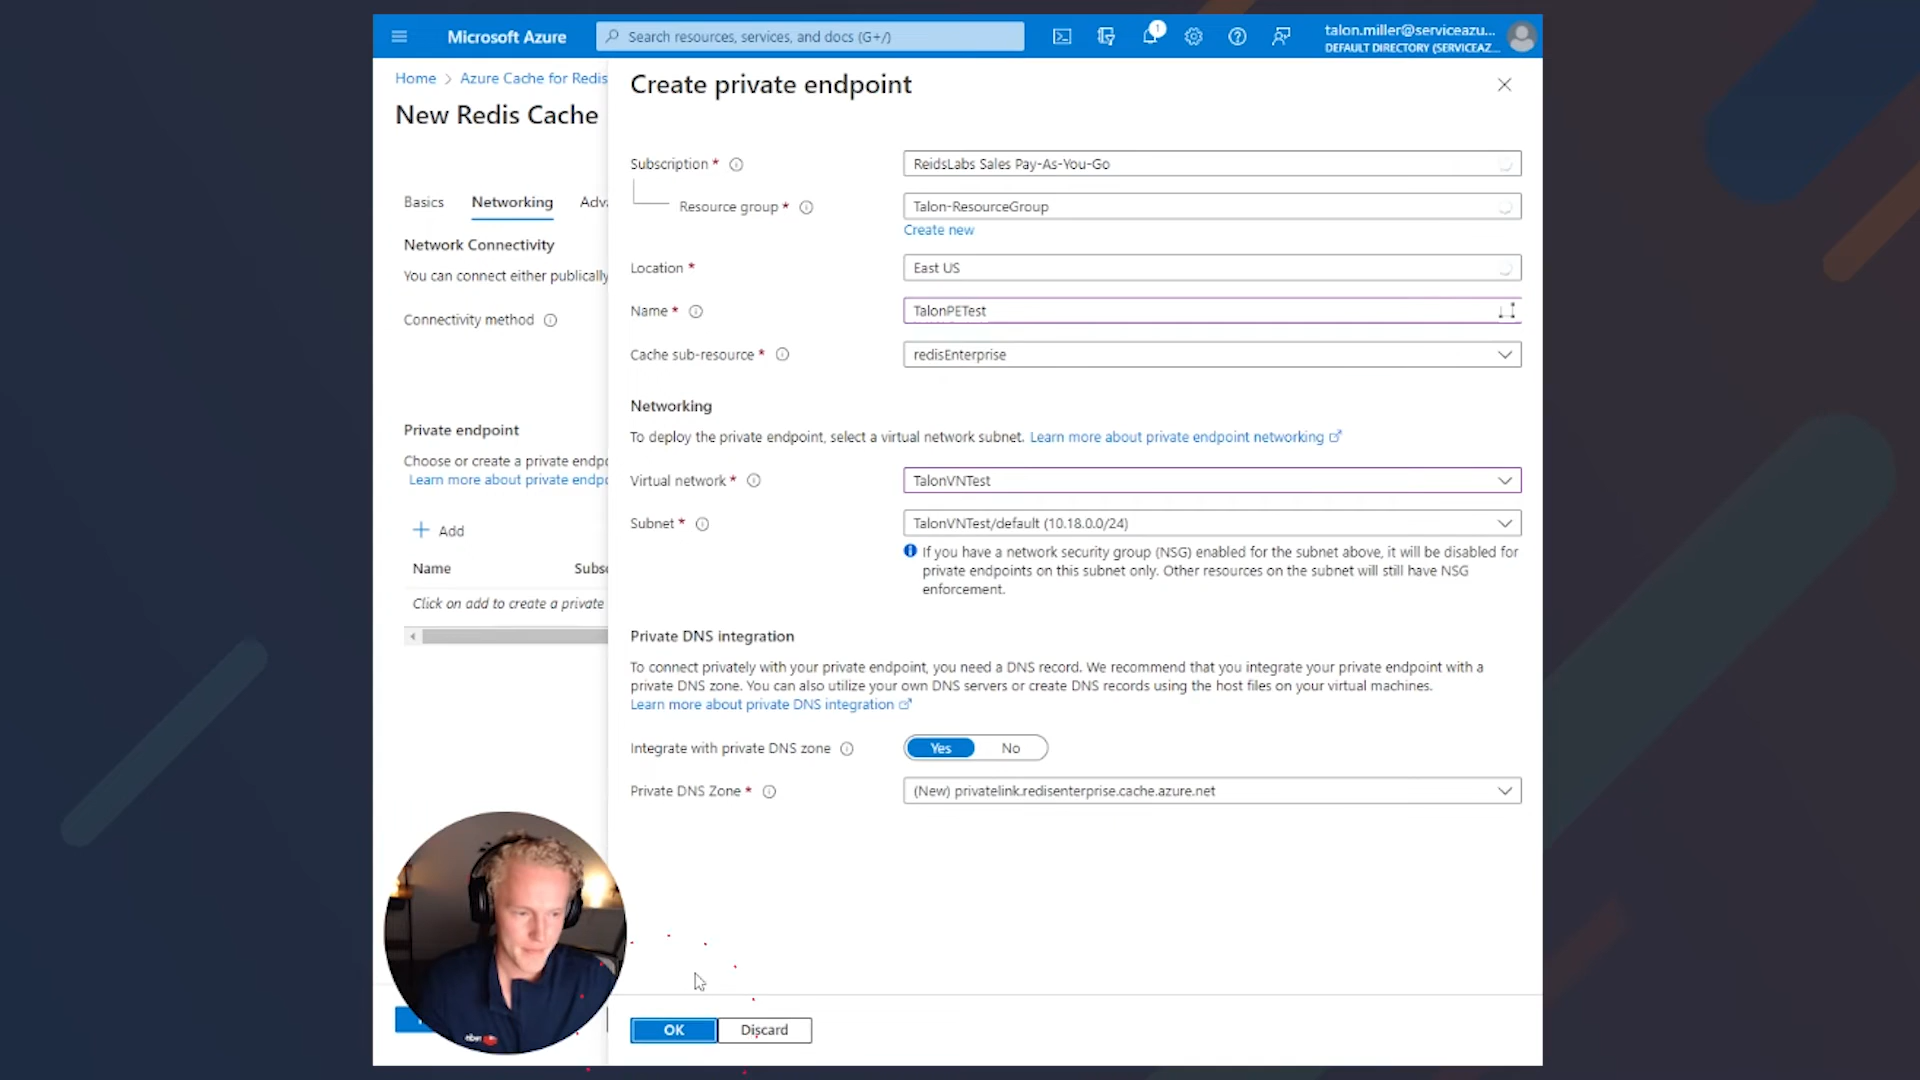 Microsoft Azure
Search resources, services, and docs (G+/)
1
talon.miller@serviceazu...
DEFAULT DIRECTORY (SERVICEAZ...
Home > Azure Cache for Redis
New Redis Cache
Basics Networking Adva
Network Connectivity
You can connect either publically
Connectivity method
Private endpoint
Choose or create a private endpo
Learn more about private endpo
+ Add
Name Subsc
Click on add to create a private
Create private endpoint
Subscription * ReidsLabs Sales Pay-As-You-Go
Resource group * Talon-ResourceGroup
Create new
Location * East US
Name * TalonPETest
Cache sub-resource * redisEnterprise
Networking
To deploy the private endpoint, select a virtual network subnet. Learn more about private endpoint networking
Virtual network * TalonVNTest
Subnet * TalonVNTest/default (10.18.0.0/24)
If you have a network security group (NSG) enabled for the subnet above, it will be disabled for
private endpoints on this subnet only. Other resources on the subnet will still have NSG
enforcement.
Private DNS integration
To connect privately with your private endpoint, you need a DNS record. We recommend that you integrate your private endpoint with a
private DNS zone. You can also utilize your own DNS servers or create DNS records using the host files on your virtual machines.
Learn more about private DNS integration
Integrate with private DNS zone Yes No
Private DNS Zone * (New) privatelink.redisenterprise.cache.azure.net
OK Discard